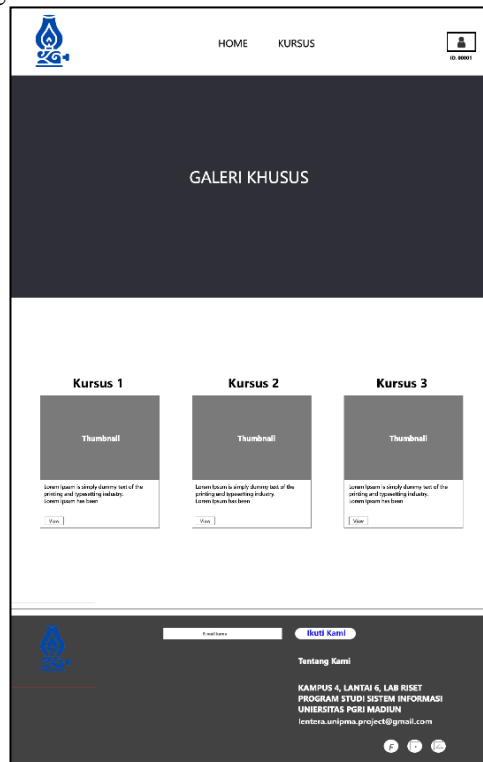 HOME KURSUS
ID. 00001
GALERI KHUSUS
Kursus 1 Kursus 2 Kursus 3
Thumbnail Thumbnail Thumbnail
Lorem Ipsum is simply dummy text of the
printing and typesetting industry.
Lorem Ipsum has been
View
Lorem Ipsum is simply dummy text of the
printing and typesetting industry.
Lorem Ipsum has been
View
Lorem Ipsum is simply dummy text of the
printing and typesetting industry.
Lorem Ipsum has been
View
Email kamu Ikuti Kami
Tentang Kami
KAMPUS 4, LANTAI 6, LAB RISET
PROGRAM STUDI SISTEM INFORMASI
UNIERSITAS PGRI MADIUN
lentera.unipma.project@gmail.com